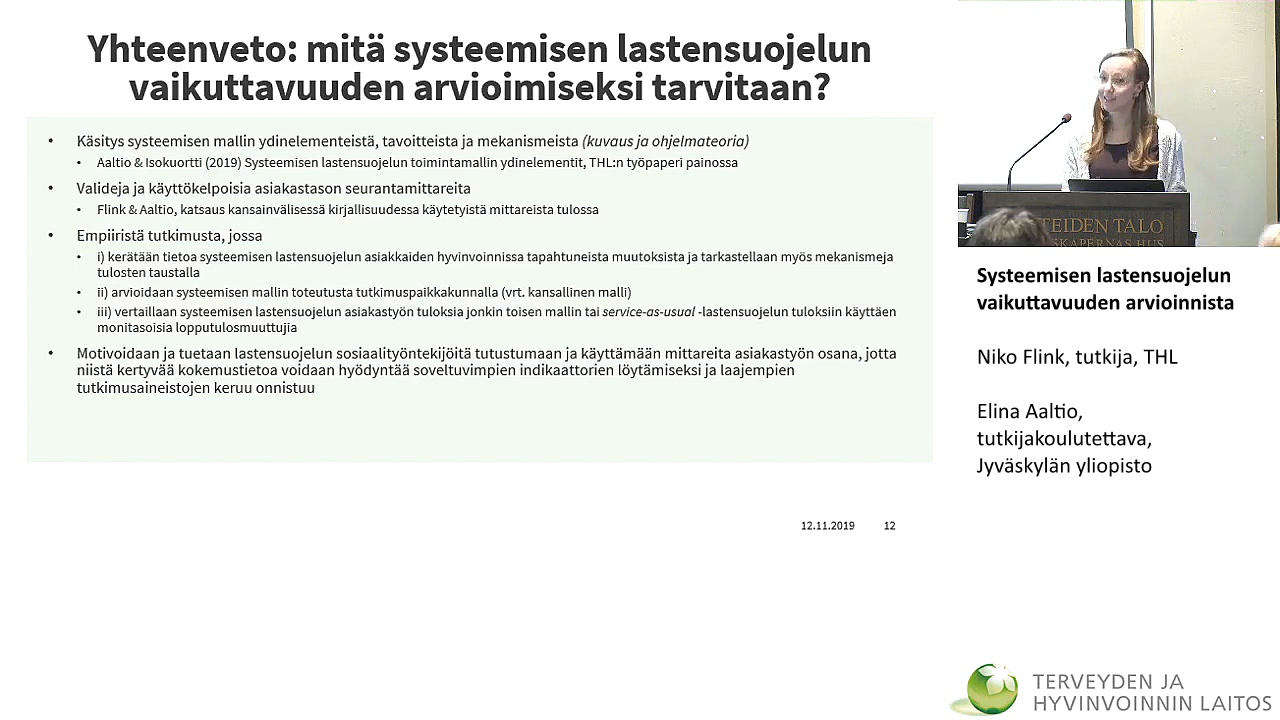 Yhteenveto: mitä systeemisen lastensuojelun
vaikuttavuuden arvioimiseksi tarvitaan?
• Käsitys systeemisen mallin ydinelementeistä, tavoitteista ja mekanismeista (kuvaus ja ohjelmateoria)
• Aaltio & Isokuortti (2019) Systeemisen lastensuojelun toimintamallin ydinelementit, THL:n työpaperi painossa
• Valideja ja käyttökelpoisia asiakastason seurantamittareita
• Flink & Aaltio, katsaus kansainvälisessä kirjallisuudessa käytetyistä mittareista tulossa
• Empiiristä tutkimusta, jossa
• i) kerätään tietoa systeemisen lastensuojelun asiakkaiden hyvinvoinnissa tapahtuneista muutoksista ja tarkastellaan myös mekanismeja
tulosten taustalla
• ii) arvioidaan systeemisen mallin toteutusta tutkimuspaikkakunnalla (vrt. kansallinen malli)
• iii) vertaillaan systeemisen lastensuojelun asiakastyön tuloksia jonkin toisen mallin tai service-as-usual -lastensuojelun tuloksiin käyttäen
monitasoisia lopputulosmuuttujia
• Motivoidaan ja tuetaan lastensuojelun sosiaalityöntekijöitä tutustumaan ja käyttämään mittareita asiakastyön osana, jotta
niistä kertyvää kokemustietoa voidaan hyödyntää soveltuvimpien indikaattorien löytämiseksi ja laajempien
tutkimusaineistojen keruu onnistuu
12.11.2019 12
TEIDEN TALO
SKAPERNAS HUS
Systeemisen lastensuojelun
vaikuttavuuden arvioinnista
Niko Flink, tutkija, THL
Elina Aaltio,
tutkijakoulutettava,
Jyväskylän yliopisto
TERVEYDEN JA
HYVINVOINNIN LAITOS